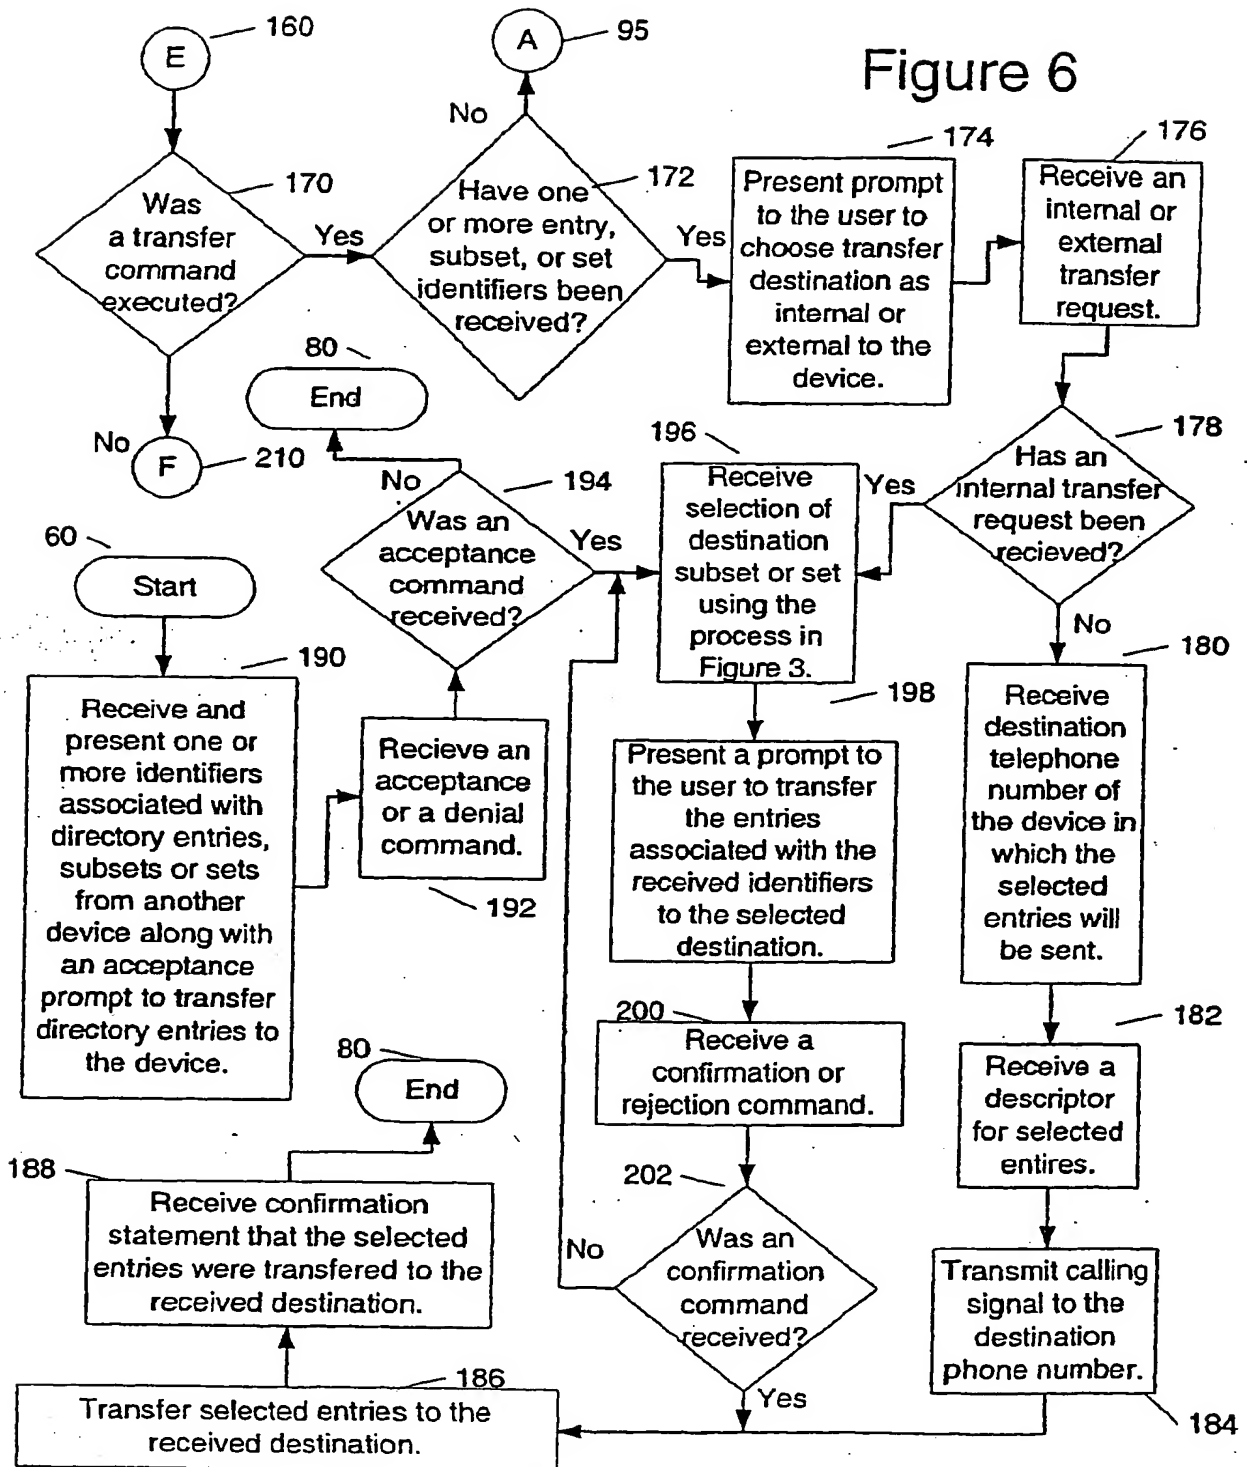 160
E
A
95
Figure 6
No
170
Was
a transfer
command
executed?
Yes
172
Have one
or more entry,
subset, or set
identifiers been
received?
Yes
174
Present prompt
to the user to
choose transfer
destination as
internal or
external to the
device.
176
Receive an
internal or
external
transfer
request.
80
End
No
F
210
No
194
Was an
acceptance
command
received?
Yes
196
Receive
selection of
destination
subset or set
using the
process in
Figure 3.
Yes
178
Has an
internal transfer
request been
recieved?
No
60
Start
190
Receive and
present one or
more identifiers
associated with
directory entries,
subsets or sets
from another
device along with
an acceptance
prompt to transfer
directory entries to
the device.
Recieve an
acceptance
or a denial
command.
192
198
Present a prompt to
the user to transfer
the entries
associated with the
received identifiers
to the selected
destination.
180
Receive
destination
telephone
number of
the device in
which the
selected
entries will
be sent.
200
Receive a
confirmation or
rejection command.
182
Receive a
descriptor
for selected
entires.
80
End
188
Receive confirmation
statement that the selected
entries were transfered to the
received destination.
202
No
Was an
confirmation
command
received?
Yes
Transmit calling
signal to the
destination
phone number.
184
186
Transfer selected entries to the
received destination.